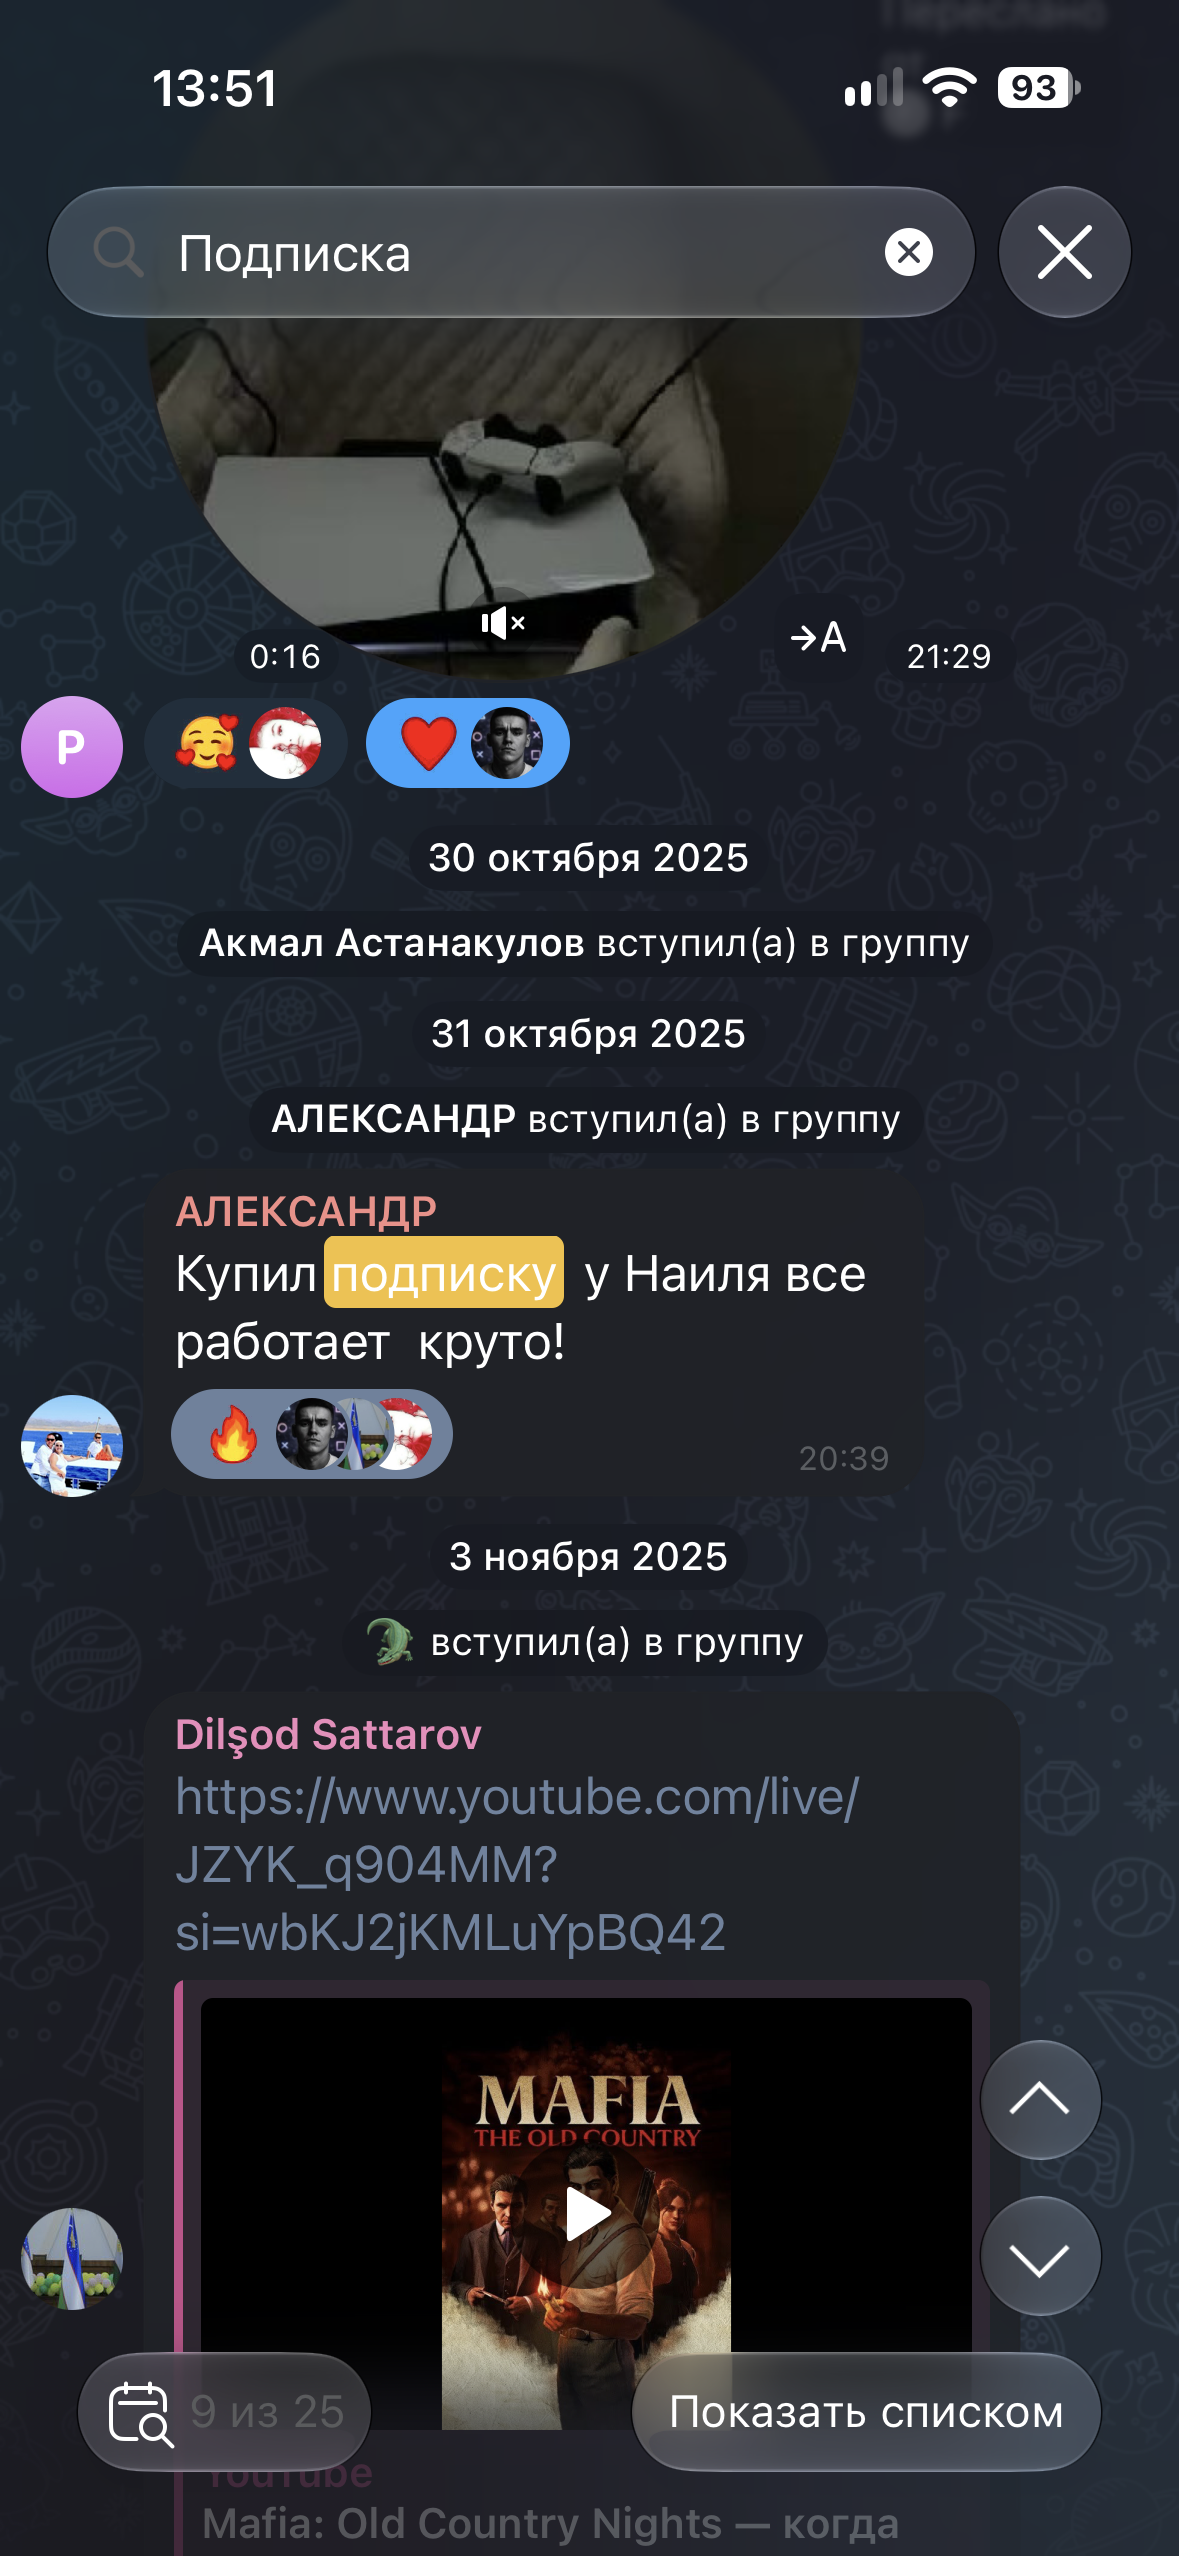 Переслано
13:51
93
Подписка
0:16
→A
21:29
P
30 октября 2025
Акмал Астанакулов вступил(а) в группу
31 октября 2025
АЛЕКСАНДР вступил(а) в группу
АЛЕКСАНДР
Купил подписку у Наиля все
работает круто!
20:39
3 ноября 2025
🐊 вступил(а) в группу
Dilşod Sattarov
https://www.youtube.com/live/
JZYK_q904MM?
si=wbKJ2jKMLuYpBQ42
MAFIA
THE OLD COUNTRY
9 из 25
Показать списком
YouTube
Mafia: Old Country Nights — когда